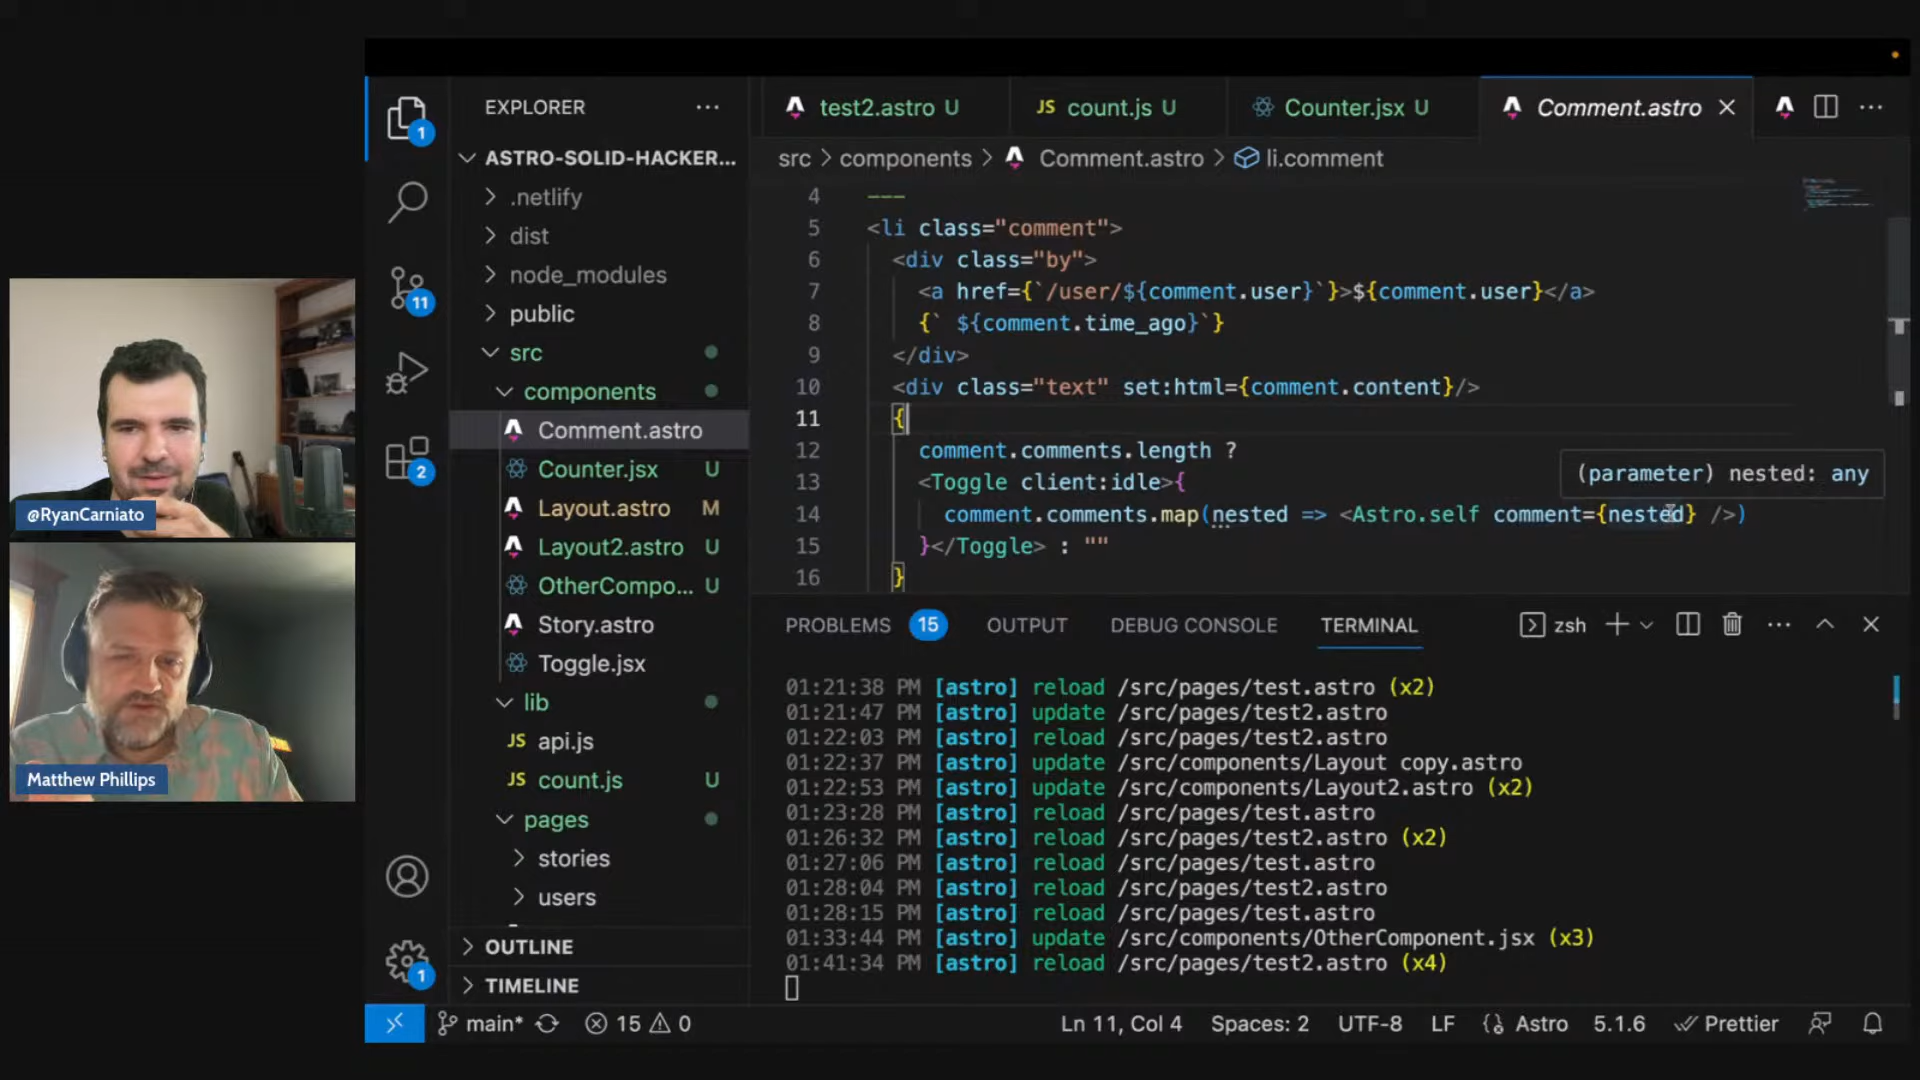 @RyanCarniato
Matthew Phillips
1
11
2
1
EXPLORER ···
ASTRO-SOLID-HACKER...
.netlify
dist
node_modules
public
src
components
Comment.astro
Counter.jsx U
Layout.astro M
Layout2.astro U
OtherCompo... U
Story.astro
Toggle.jsx
lib
JS api.js
JS count.js U
pages
stories
users
OUTLINE
TIMELINE
test2.astro U
JS count.js U
Counter.jsx U
Comment.astro
src > components > Comment.astro > li.comment
4 ---
5 <li class="comment">
6 <div class="by">
7 <a href={`/user/${comment.user}`}>${comment.user}</a>
8 {` ${comment.time_ago}`}
9 </div>
10 <div class="text" set:html={comment.content}/>
11 {
12 comment.comments.length ?
13 <Toggle client:idle>{
14 comment.comments.map(nested => <Astro.self comment={nested} />)
15 }</Toggle> : ""
16 }
(parameter) nested: any
PROBLEMS 15 OUTPUT DEBUG CONSOLE TERMINAL zsh
01:21:38 PM [astro] reload /src/pages/test.astro (x2)
01:21:47 PM [astro] update /src/pages/test2.astro
01:22:03 PM [astro] reload /src/pages/test2.astro
01:22:37 PM [astro] update /src/components/Layout copy.astro
01:22:53 PM [astro] update /src/components/Layout2.astro (x2)
01:23:28 PM [astro] reload /src/pages/test.astro
01:26:32 PM [astro] reload /src/pages/test2.astro (x2)
01:27:06 PM [astro] reload /src/pages/test.astro
01:28:04 PM [astro] reload /src/pages/test2.astro
01:28:15 PM [astro] reload /src/pages/test.astro
01:33:44 PM [astro] update /src/components/OtherComponent.jsx (x3)
01:41:34 PM [astro] reload /src/pages/test2.astro (x4)
main* 15 0 Ln 11, Col 4 Spaces: 2 UTF-8 LF Astro 5.1.6 Prettier